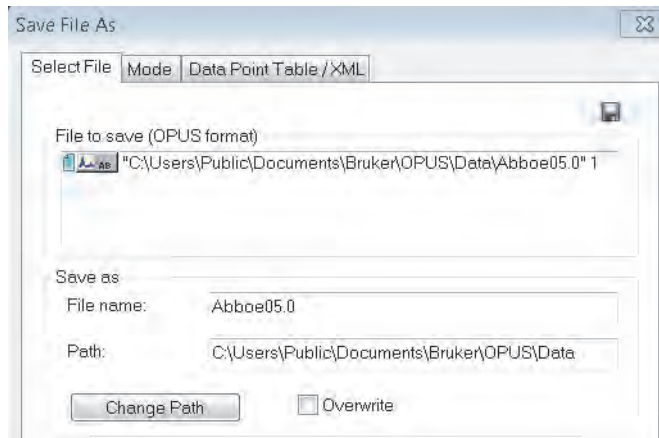 Save File As
Select File Mode Data Point Table / XML
File to save (OPUS format)
AB "C:\Users\Public\Documents\Bruker\OPUS\Data\Abboe05.0" 1
Save as
File name: Abboe05.0
Path: C:\Users\Public\Documents\Bruker\OPUS\Data
Change Path Overwrite